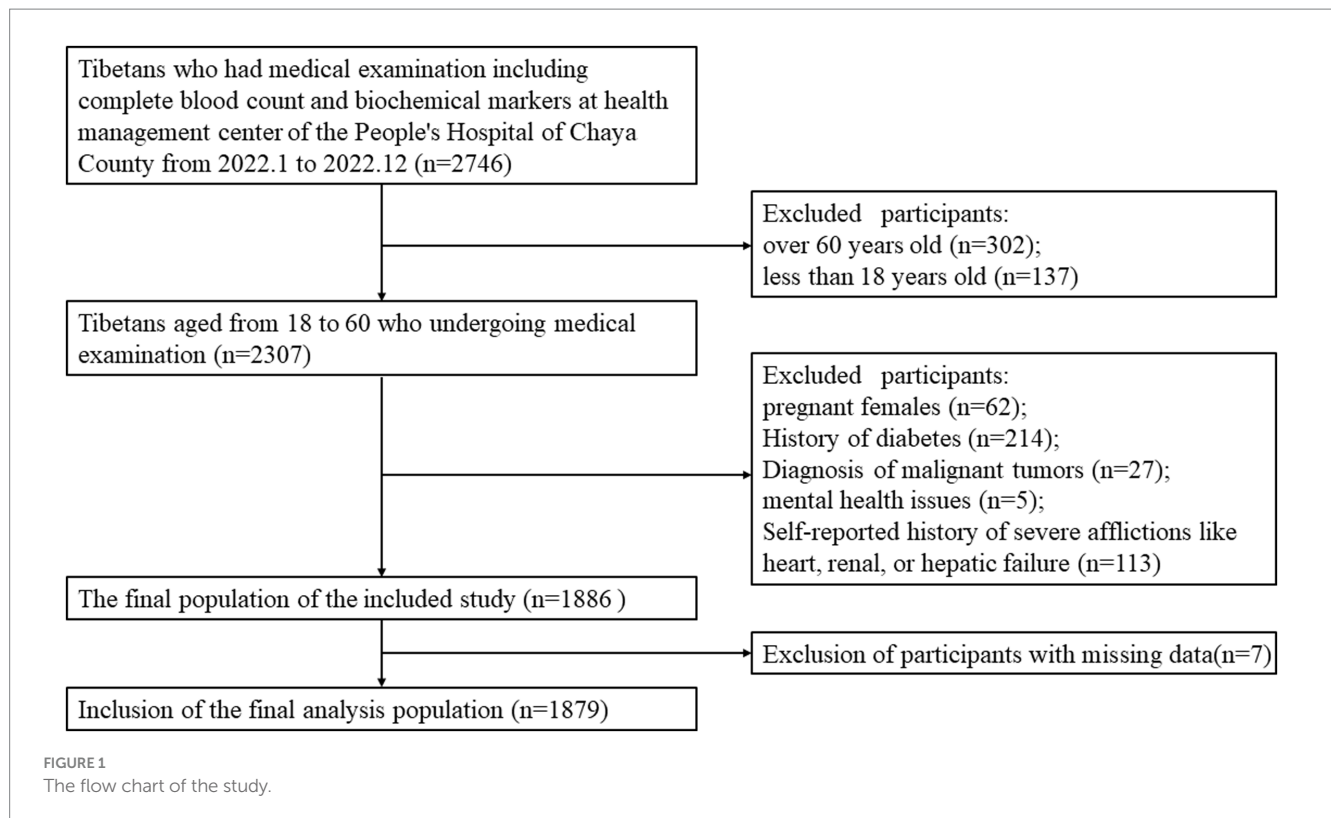 Tibetans who had medical examination including
complete blood count and biochemical markers at health
management center of the People's Hospital of Chaya
County from 2022.1 to 2022.12 (n=2746)
Excluded participants:
over 60 years old (n=302);
less than 18 years old (n=137)
Tibetans aged from 18 to 60 who undergoing medical
examination (n=2307)
Excluded participants:
pregnant females (n=62);
History of diabetes (n=214);
Diagnosis of malignant tumors (n=27);
mental health issues (n=5);
Self-reported history of severe afflictions like
heart, renal, or hepatic failure (n=113)
The final population of the included study (n=1886 )
Exclusion of participants with missing data(n=7)
Inclusion of the final analysis population (n=1879)
FIGURE 1
The flow chart of the study.